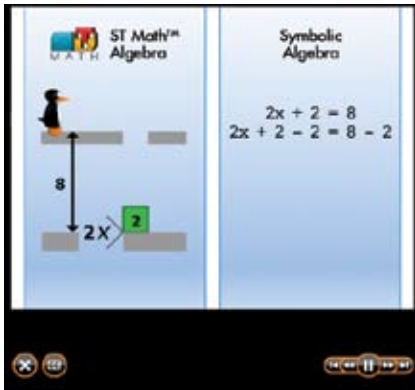 ST Math™
Algebra
MATH
8
2x
2
Symbolic
Algebra
2x + 2 = 8
2x + 2 - 2 = 8 - 2